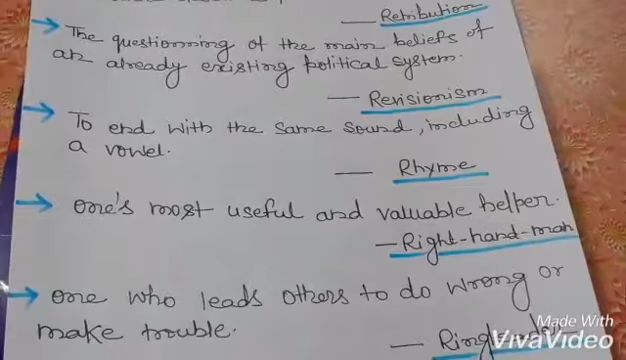 — Retribution
→ The questioning of the main beliefs of
an already existing political system.
— Revisionism
→ To end with the same sound, including
a vowel.
— Rhyme
→ one's most useful and valuable helper.
— Right-hand-man
→ one who leads others to do wrong or
make trouble.
—
Made With
VivaVideo